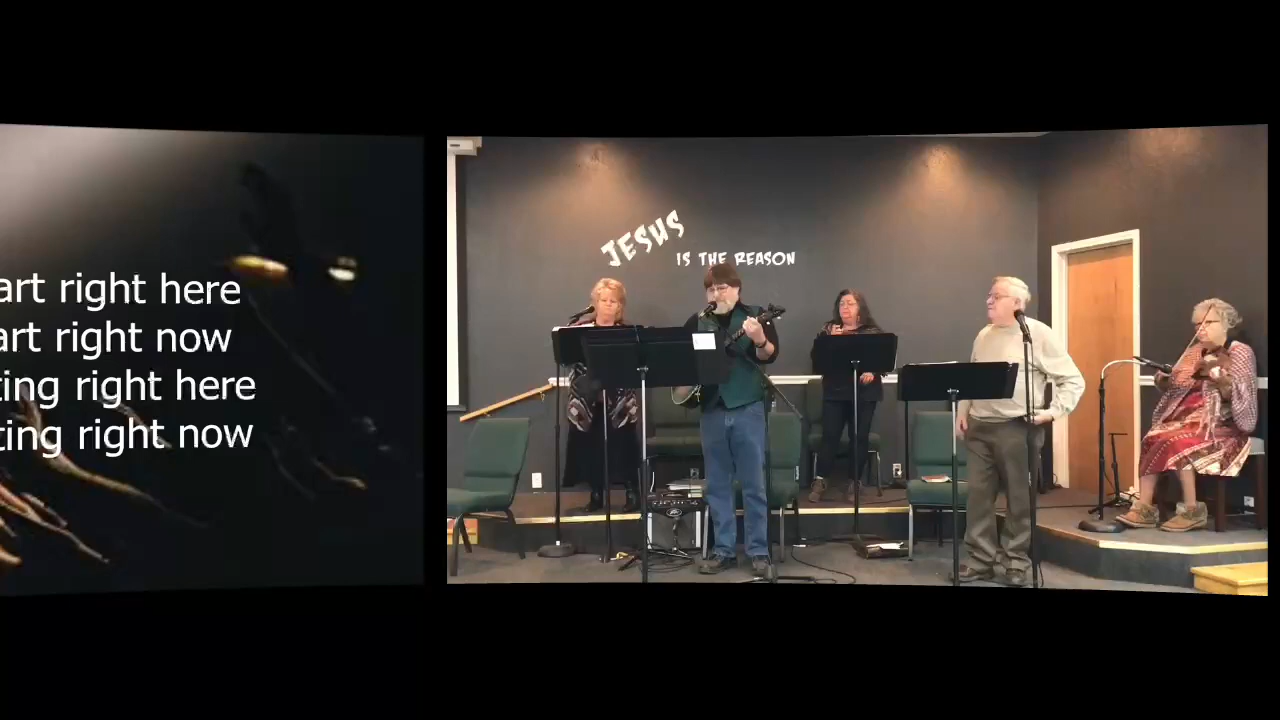 art right here
art right now
ting right here
ting right now
JESUS
IS THE REASON